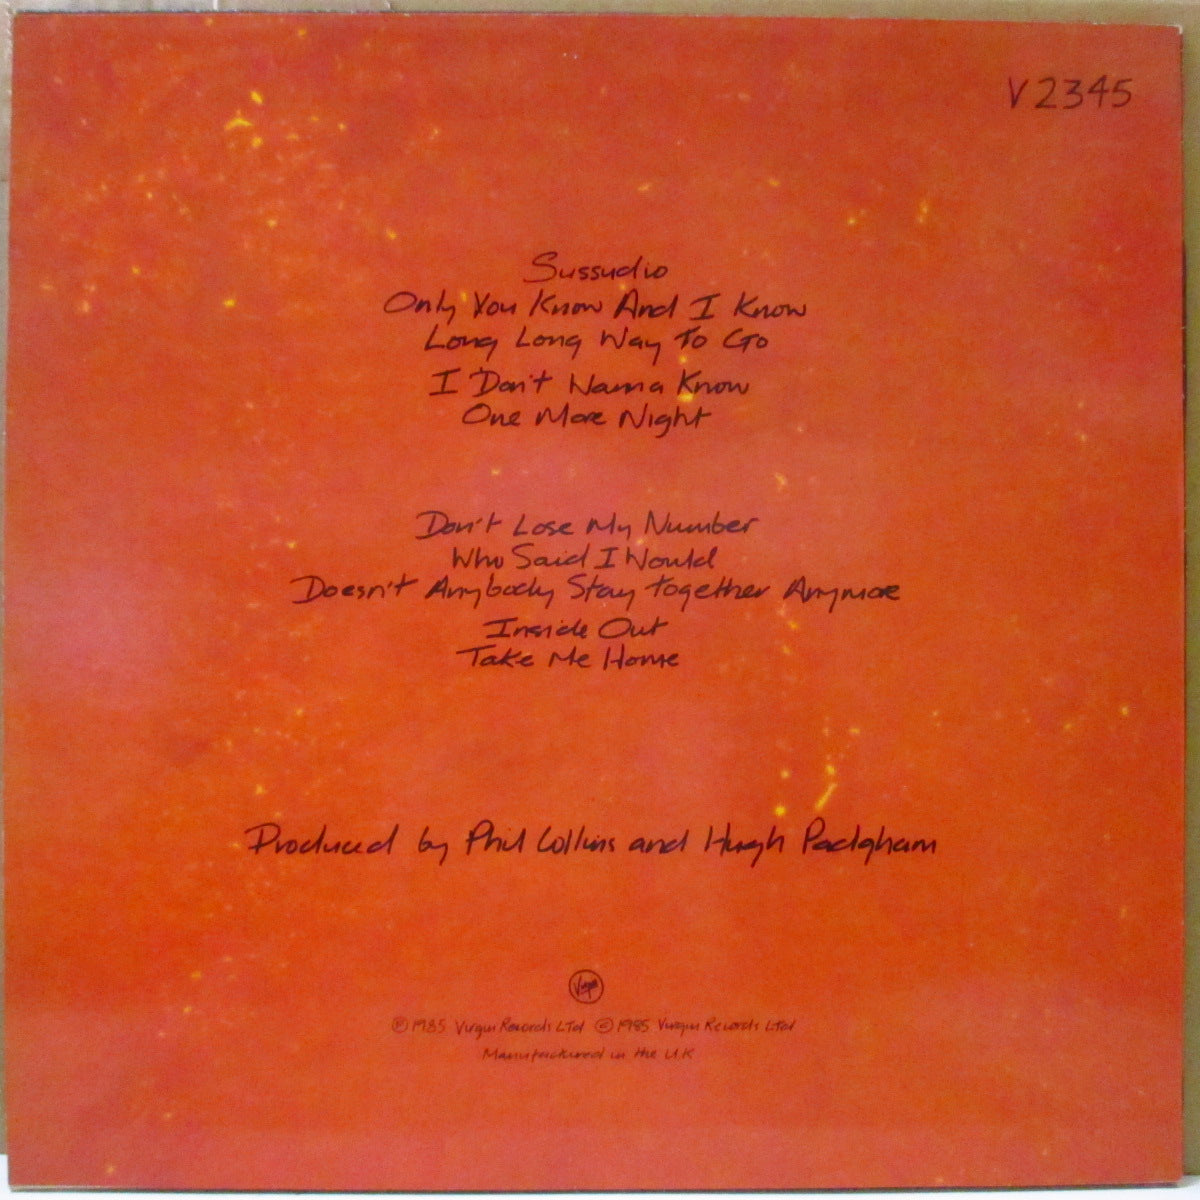 V2345
Sussudio
Only You Know And I Know
Long Long Way To Go
I Don't Wanna Know
One More Night
Don't Lose My Number
Who Said I Would
Doesn't Anybody Stay Together Anymore
Inside Out
Take Me Home
Produced by Phil Collins and Hugh Padgham
Virgin
℗ 1985 Virgin Records Ltd © 1985 Virgin Records Ltd
Manufactured in the U.K